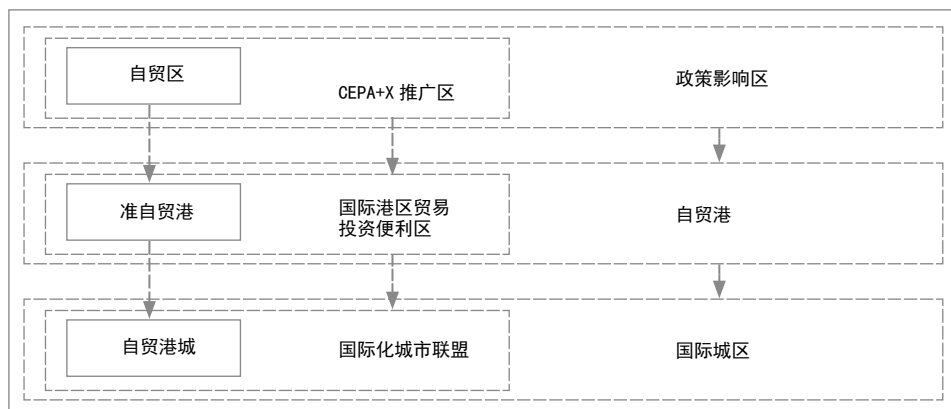 自贸区
CEPA+X 推广区
政策影响区
准自贸港
国际港区贸易
投资便利区
自贸港
自贸港城
国际化城市联盟
国际城区